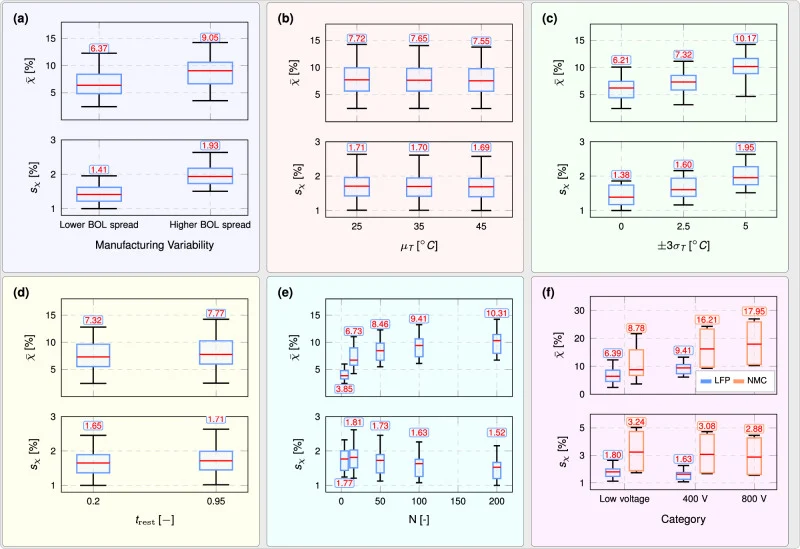 (a)
15
10
5
χ̄ [%]
6.37
9.05
3
2
1
sχ [%]
1.41
1.93
Lower BOL spread
Higher BOL spread
Manufacturing Variability
(b)
15
10
5
χ̄ [%]
7.72
7.65
7.55
3
2
1
sχ [%]
1.71
1.70
1.69
25
35
45
μT [°C]
(c)
15
10
5
χ̄ [%]
6.21
7.32
10.17
3
2
1
sχ [%]
1.38
1.60
1.95
0
2.5
5
±3σT [°C]
(d)
15
10
5
χ̄ [%]
7.32
7.77
3
2
1
sχ [%]
1.65
1.71
0.2
0.95
trest [−]
(e)
15
10
5
χ̄ [%]
3.85
6.73
8.46
9.41
10.31
3
2
1
sχ [%]
1.77
1.81
1.73
1.63
1.52
0
50
100
150
200
N [-]
(f)
30
20
10
0
χ̄ [%]
6.39
8.78
9.41
16.21
17.95
LFP
NMC
5
3
1
sχ [%]
1.80
3.24
1.63
3.08
2.88
Low voltage
400 V
800 V
Category